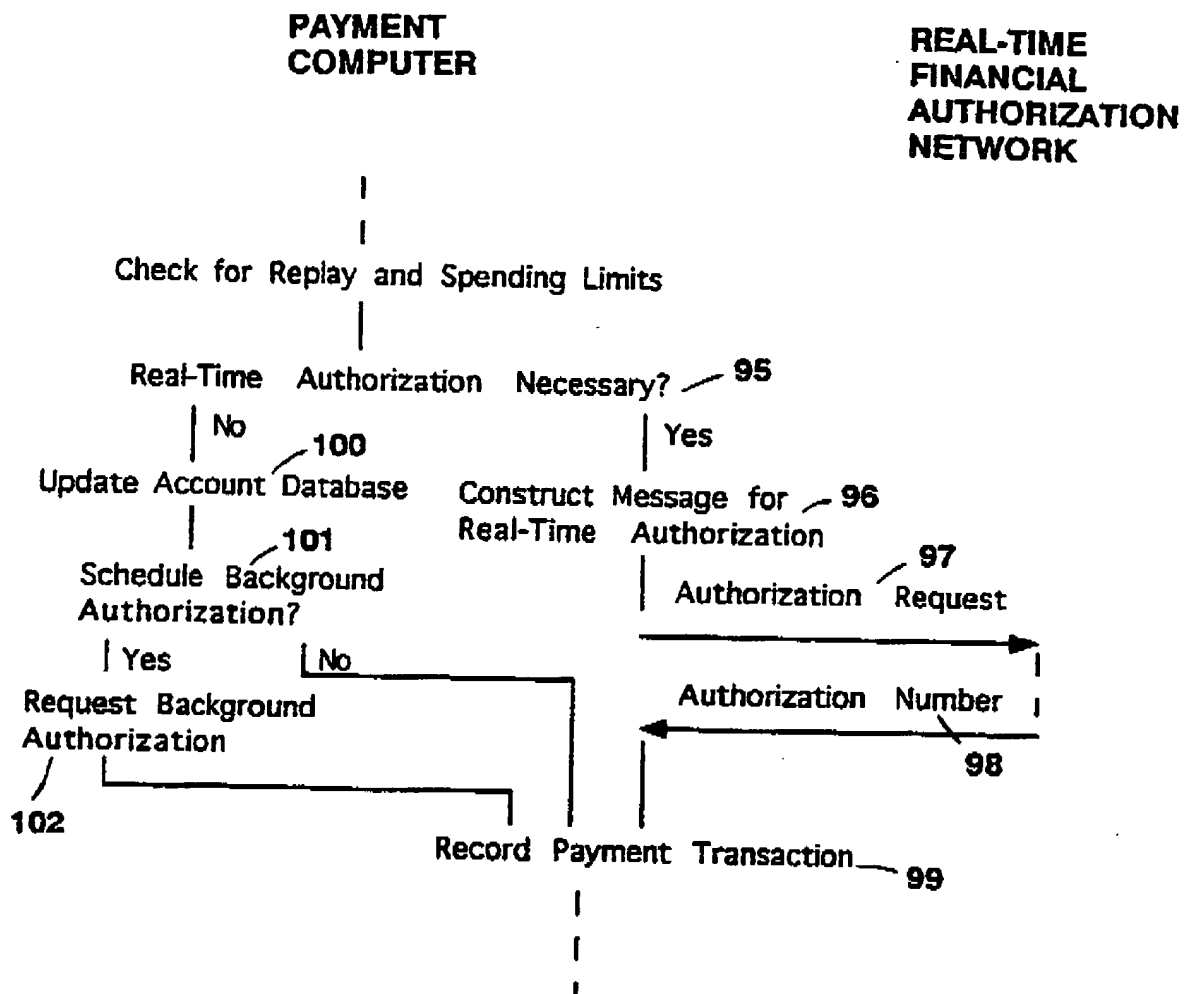 PAYMENT
COMPUTER
REAL-TIME
FINANCIAL
AUTHORIZATION
NETWORK
Check for Replay and Spending Limits
Real-Time Authorization Necessary? 95
No
Yes
100
Update Account Database
Construct Message for
Real-Time Authorization
96
101
Schedule Background
Authorization?
97
Authorization Request
Yes
No
Request Background
Authorization
Authorization Number
98
102
Record Payment Transaction
99